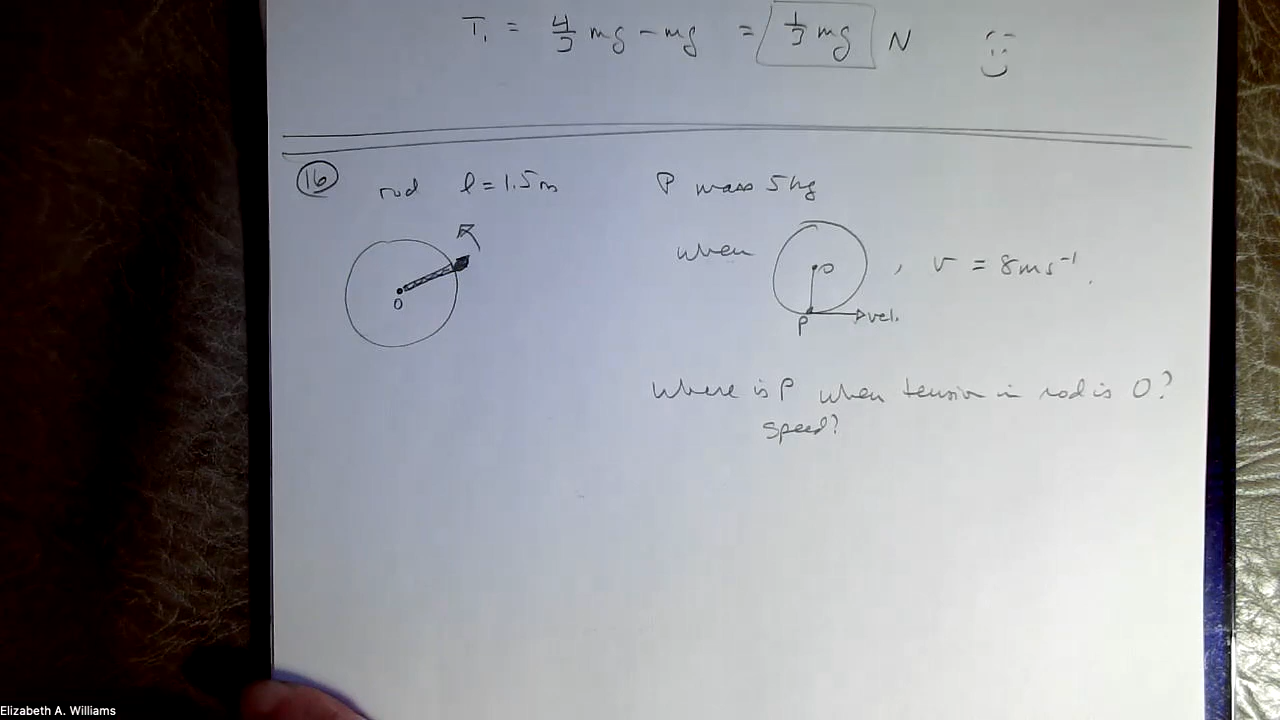 T₁ = 4/3 mg - mg = 1/3 mg N
16 rod l = 1.5m P mass 5kg
when O P vel. , v = 8ms⁻¹.
O
Where is P when tension in rod is 0?
speed?
Elizabeth A. Williams